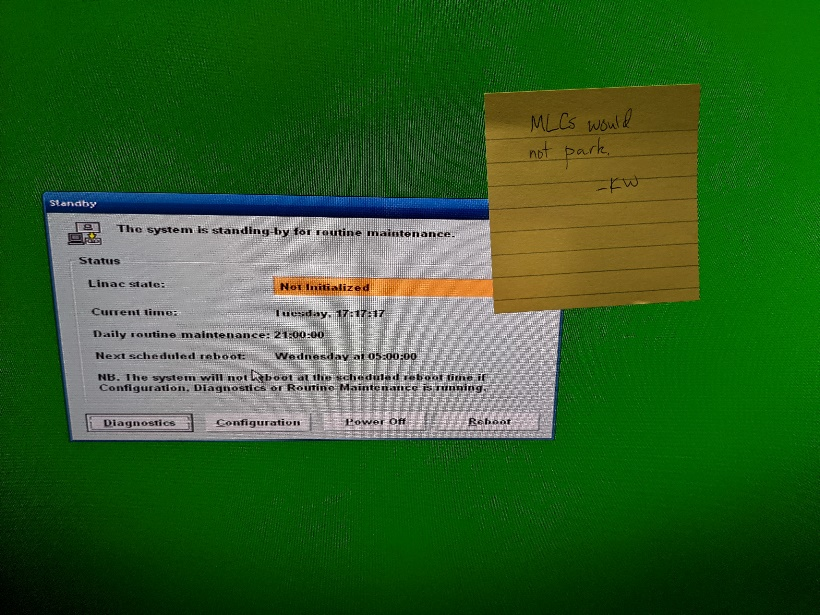 MLCs would
not park.
-KW
Standby
The system is standing-by for routine maintenance.
Status
Linac state: Not Initialized
Current time: Tuesday, 17:17:17
Daily routine maintenance: 21:00:00
Next scheduled reboot: Wednesday at 05:00:00
NB. The system will not reboot at the scheduled reboot time if
Configuration, Diagnostics or Routine Maintenance is running.
Diagnostics Configuration Power Off Reboot